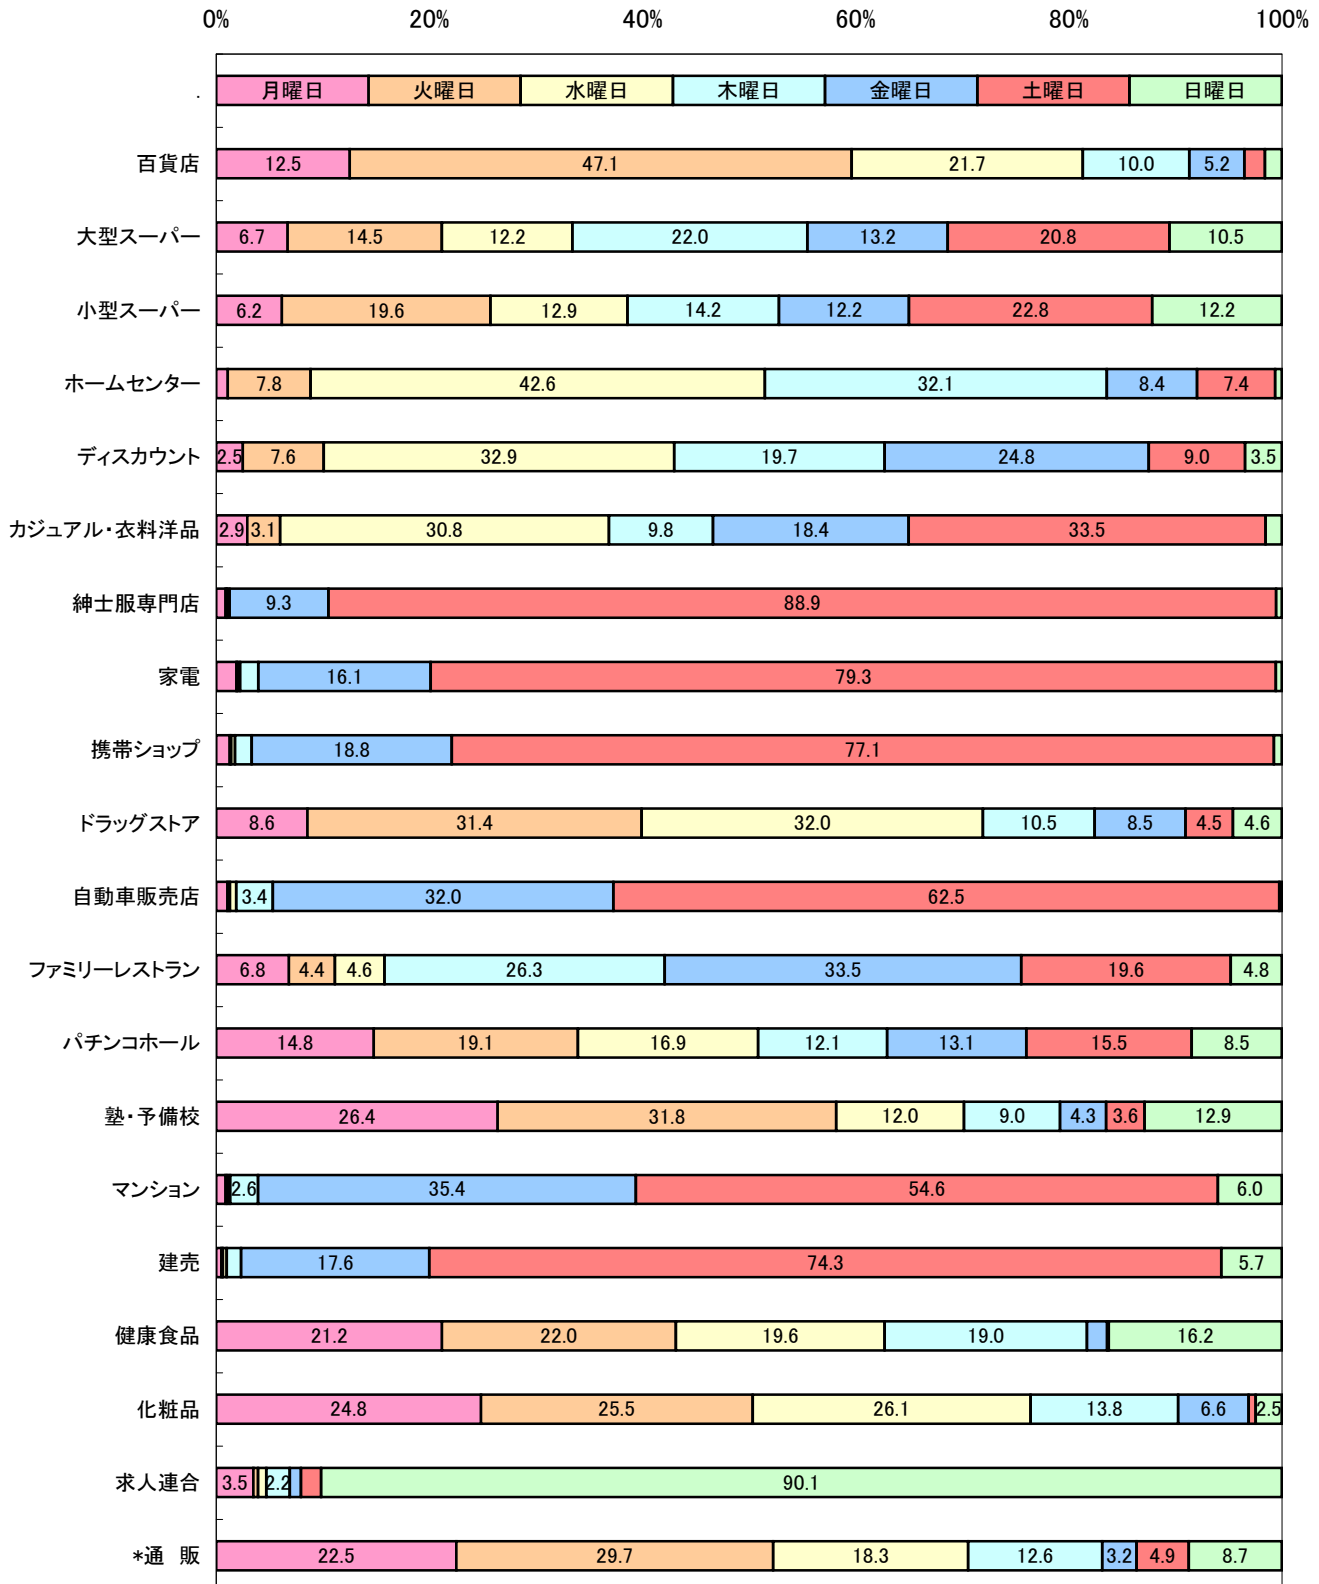 0% 20% 40% 60% 80% 100%
. 月曜日 火曜日 水曜日 木曜日 金曜日 土曜日 日曜日
百貨店 12.5 47.1 21.7 10.0 5.2
大型スーパー 6.7 14.5 12.2 22.0 13.2 20.8 10.5
小型スーパー 6.2 19.6 12.9 14.2 12.2 22.8 12.2
ホームセンター 7.8 42.6 32.1 8.4 7.4
ディスカウント 2.5 7.6 32.9 19.7 24.8 9.0 3.5
カジュアル・衣料洋品 2.9 3.1 30.8 9.8 18.4 33.5
紳士服専門店 9.3 88.9
家電 16.1 79.3
携帯ショップ 18.8 77.1
ドラッグストア 8.6 31.4 32.0 10.5 8.5 4.5 4.6
自動車販売店 3.4 32.0 62.5
ファミリーレストラン 6.8 4.4 4.6 26.3 33.5 19.6 4.8
パチンコホール 14.8 19.1 16.9 12.1 13.1 15.5 8.5
塾・予備校 26.4 31.8 12.0 9.0 4.3 3.6 12.9
マンション 2.6 35.4 54.6 6.0
建売 17.6 74.3 5.7
健康食品 21.2 22.0 19.6 19.0 16.2
化粧品 24.8 25.5 26.1 13.8 6.6 2.5
求人連合 3.5 2.2 90.1
*通　販 22.5 29.7 18.3 12.6 3.2 4.9 8.7